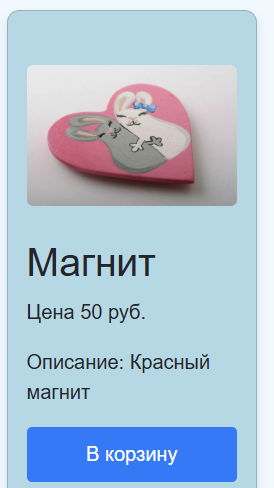 Магнит
Цена 50 руб.
Описание: Красный
магнит
В корзину